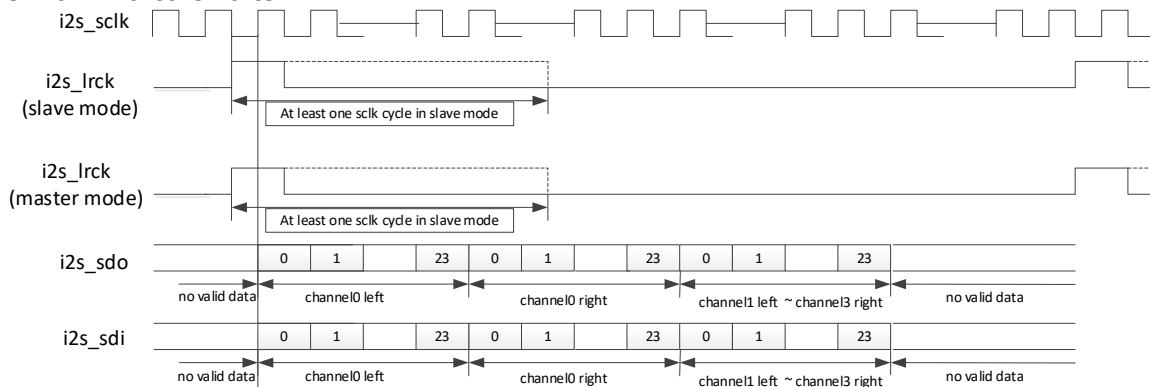 i2s_sclk
i2s_lrck
(slave mode)
At least one sclk cycle in slave mode
i2s_lrck
(master mode)
At least one sclk cycle in slave mode
i2s_sdo
0 1 23 0 1 23 0 1 23
no valid data channel0 left channel0 right channel1 left ~ channel3 right no valid data
i2s_sdi
0 1 23 0 1 23 0 1 23
no valid data channel0 left channel0 right channel1 left ~ channel3 right no valid data